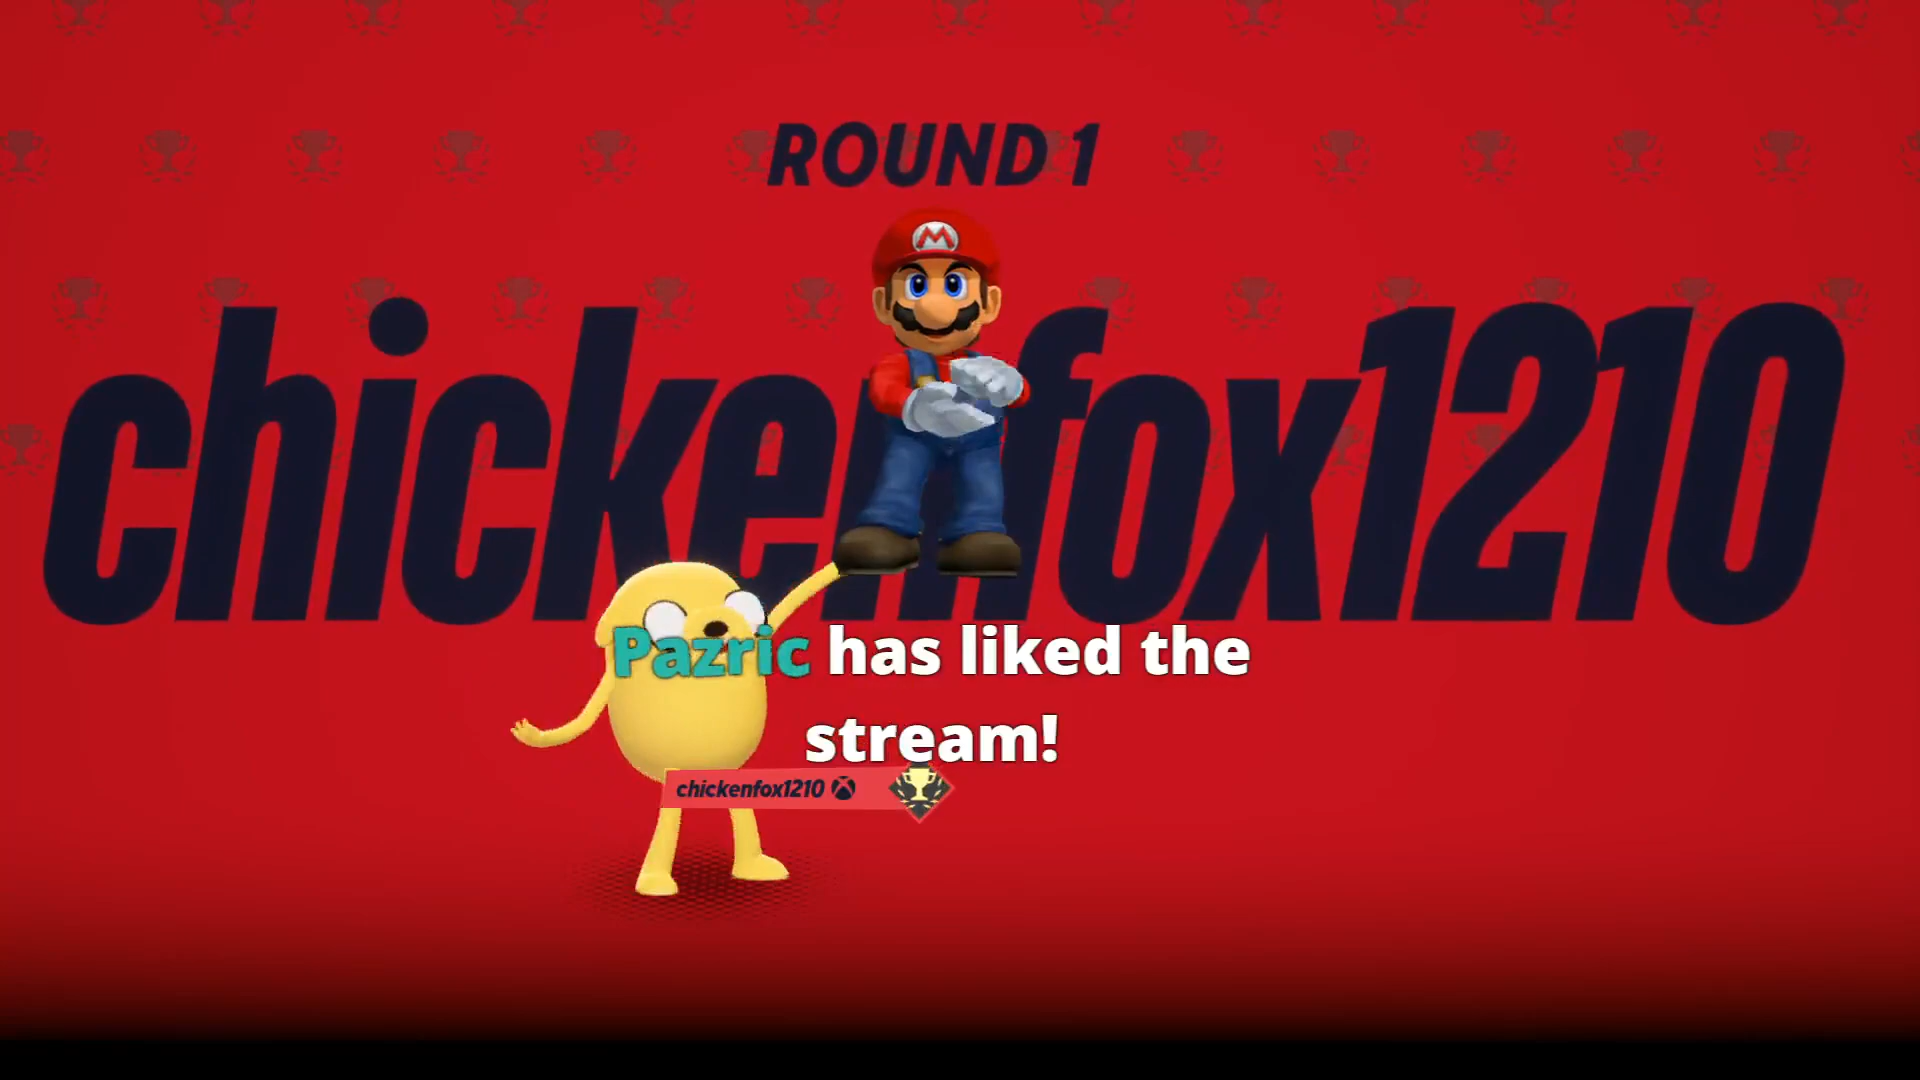 ROUND 1
chickenfox1210
M
Pazric has liked the
stream!
chickenfox1210